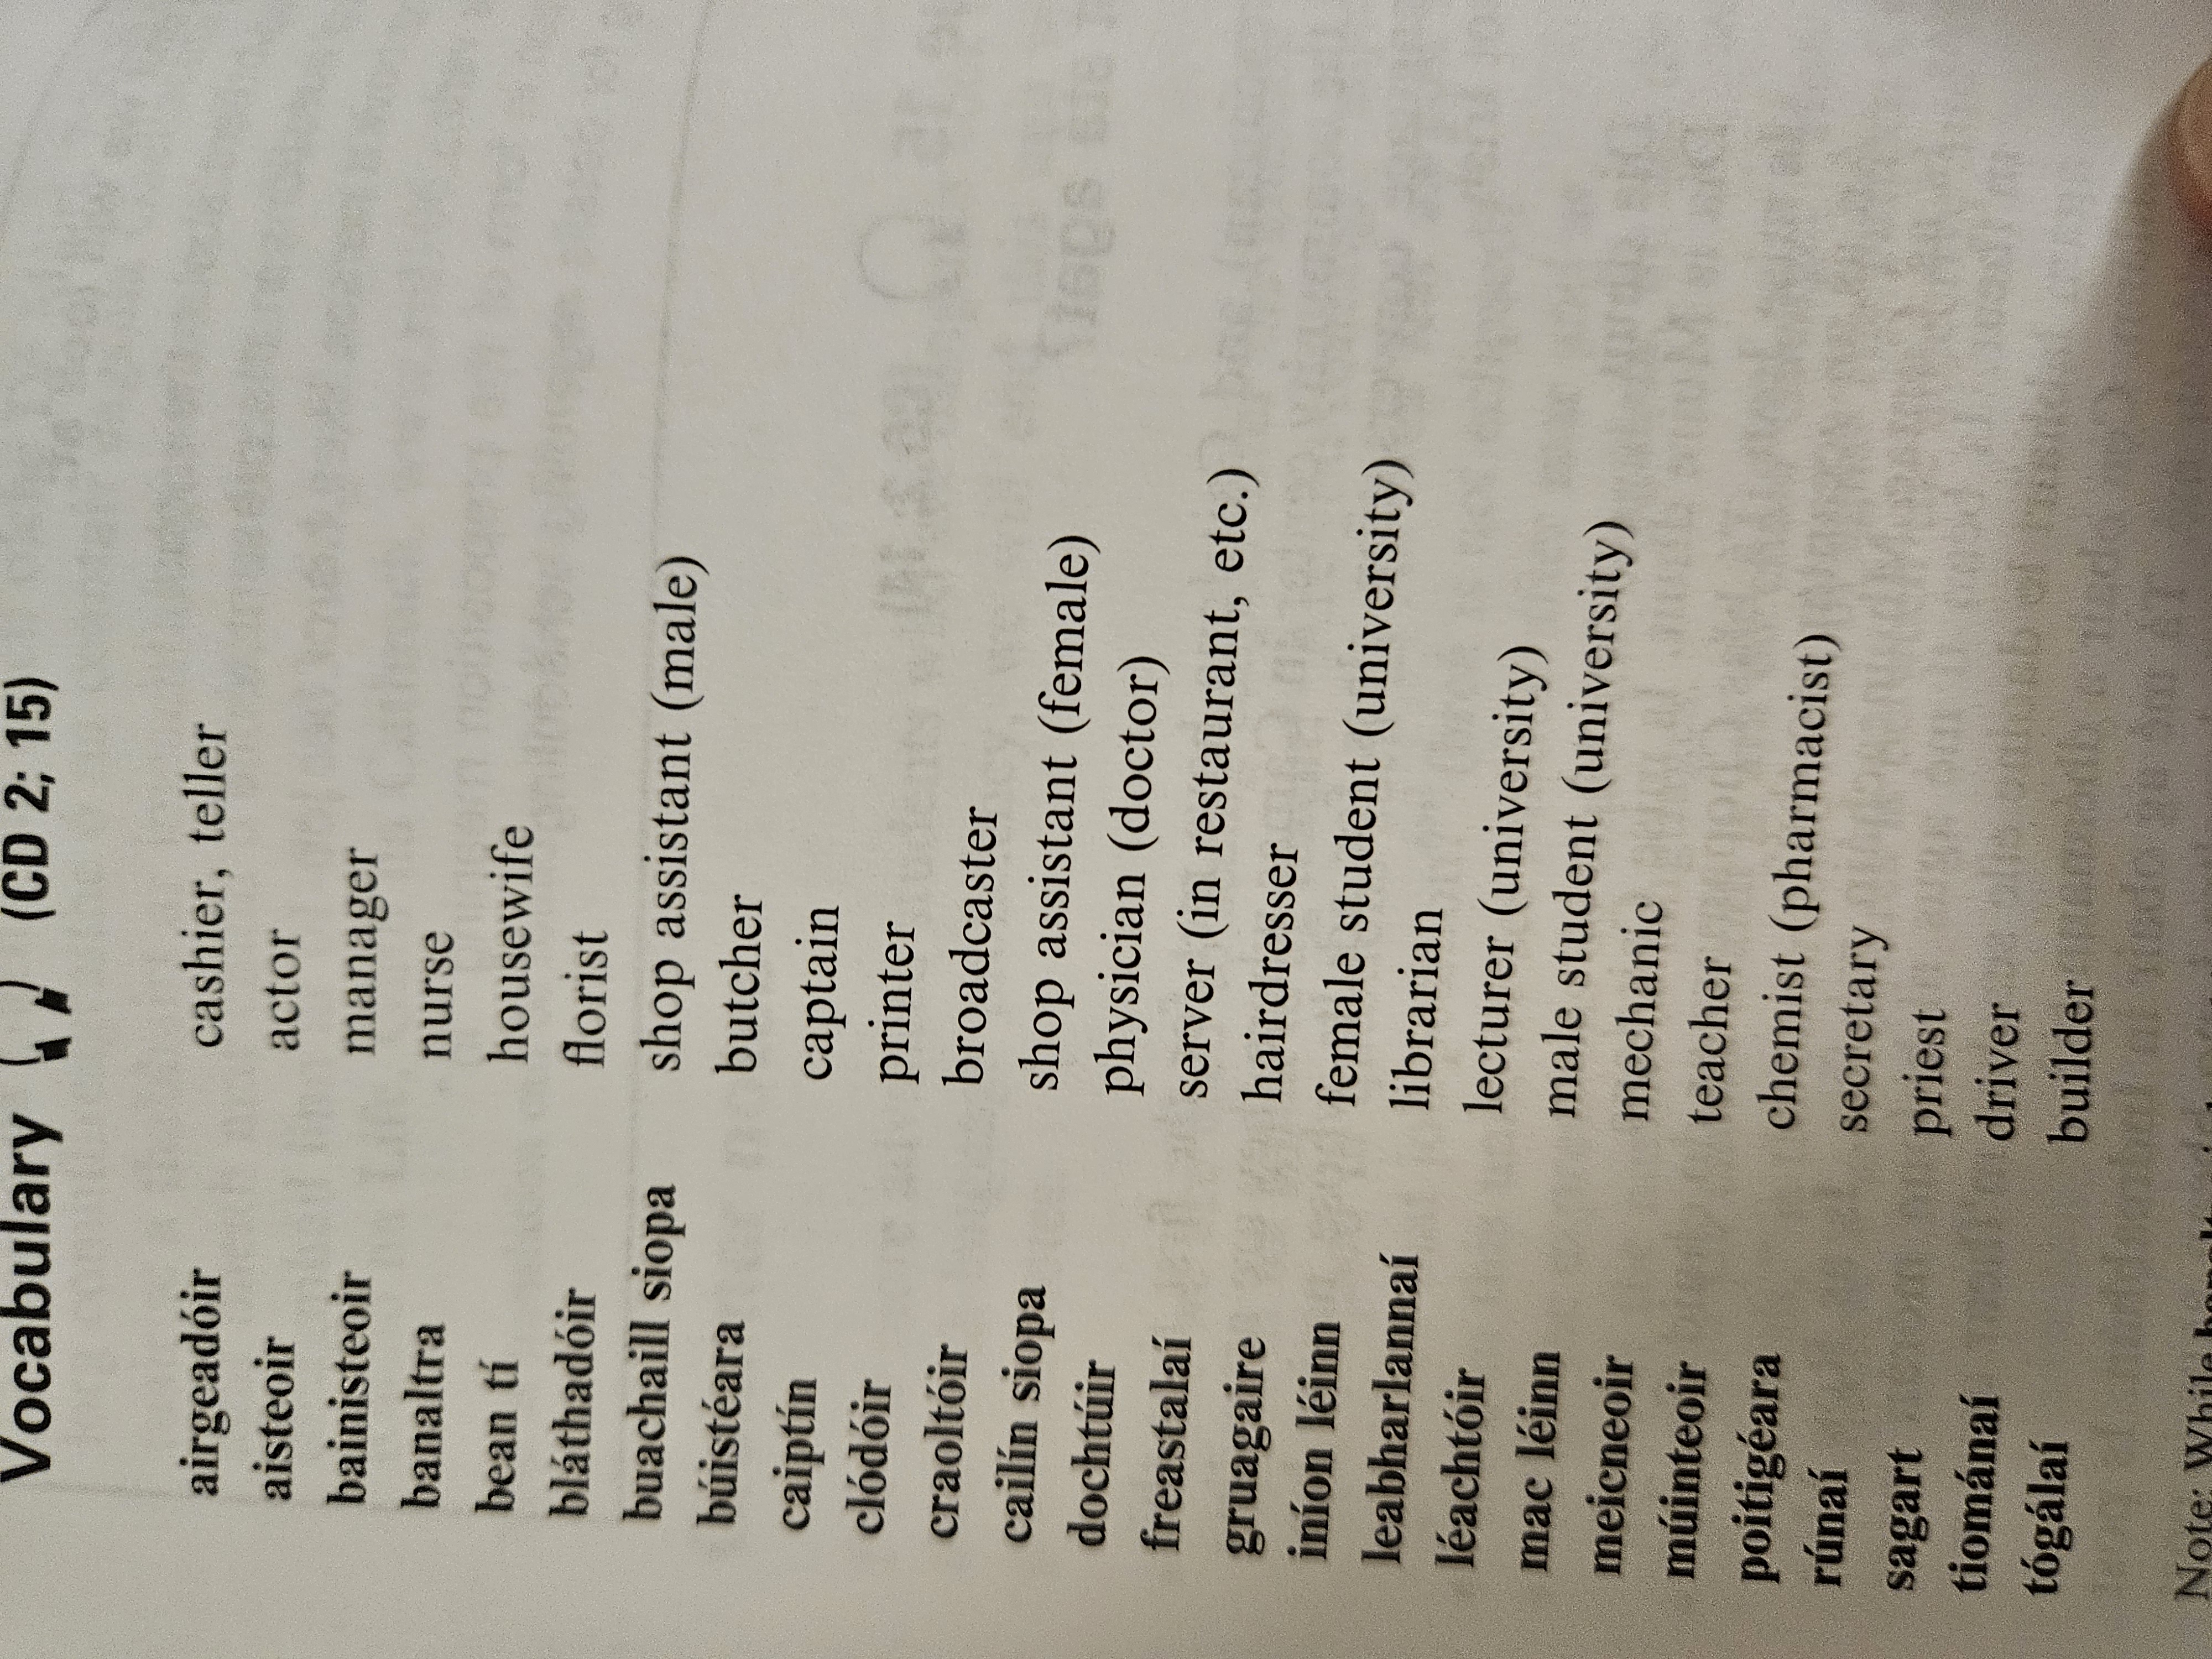 Vocabulary (CD 2; 15)
airgeadóir cashier, teller
aisteoir actor
bainisteoir manager
banaltra nurse
bean tí housewife
bláthadóir florist
buachaill siopa shop assistant (male)
búistéara butcher
caiptín captain
clódóir printer
craoltóir broadcaster
cailín siopa shop assistant (female)
dochtúir physician (doctor)
freastalaí server (in restaurant, etc.)
gruagaire hairdresser
iníon léinn female student (university)
leabharlannaí librarian
léachtóir lecturer (university)
mac léinn male student (university)
meicneoir mechanic
múinteoir teacher
poitigéara chemist (pharmacist)
rúnaí secretary
sagart priest
tiománaí driver
tógálaí builder
Note: While